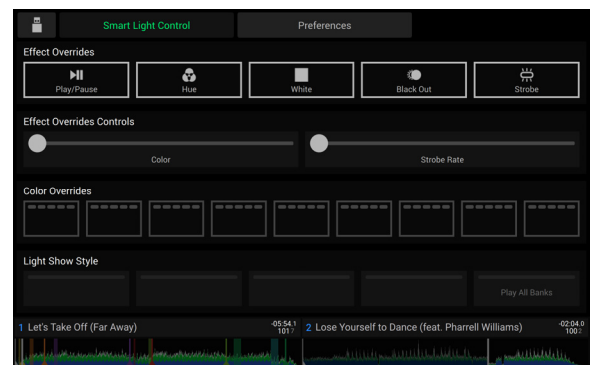 Smart Light Control
Preferences
Effect Overrides
Play/Pause
Hue
White
Black Out
Strobe
Effect Overrides Controls
Color
Strobe Rate
Color Overrides
Light Show Style
Play All Banks
1 Let's Take Off (Far Away)
-05:54.1
101
2 Lose Yourself to Dance (feat. Pharrell Williams)
-02:04.0
100